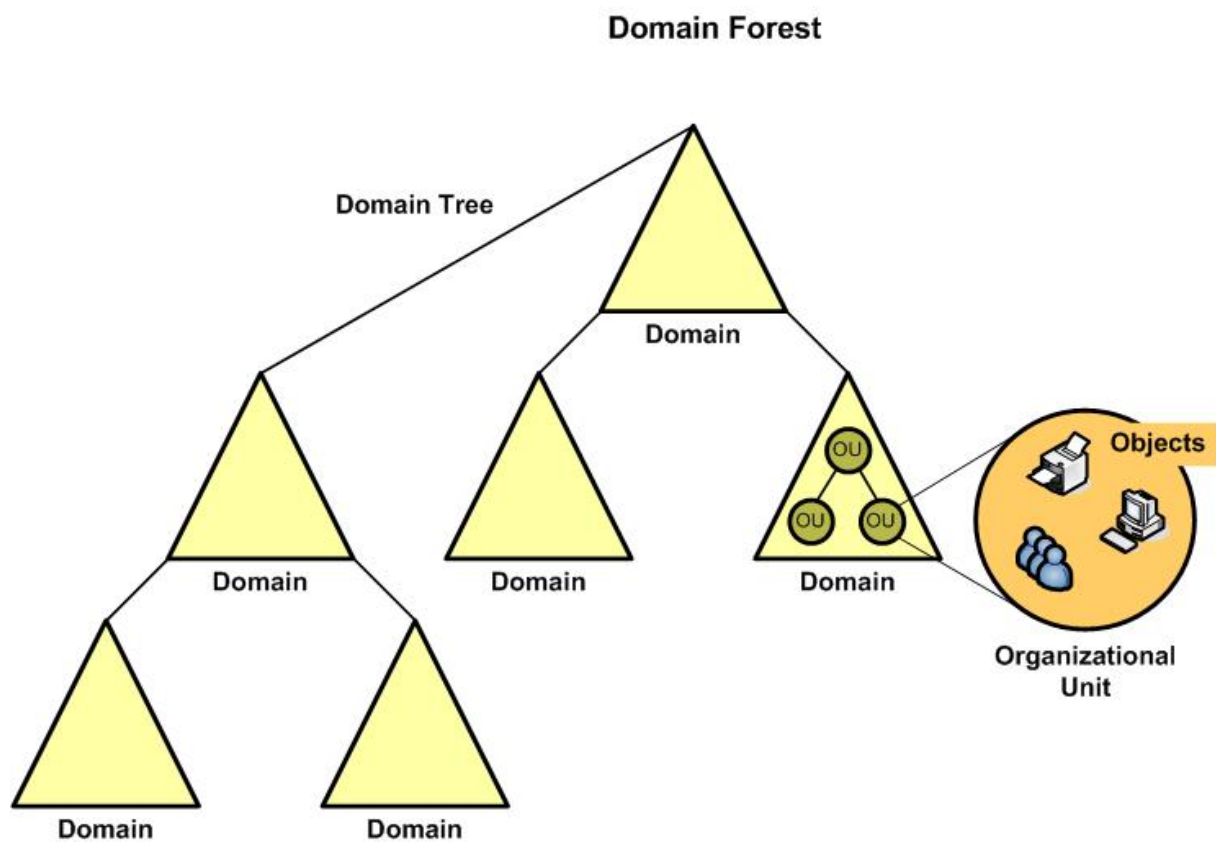 Domain Forest
Domain Tree
Domain
Objects
OU
OU
OU
Domain
Domain
Domain
Organizational
Unit
Domain
Domain